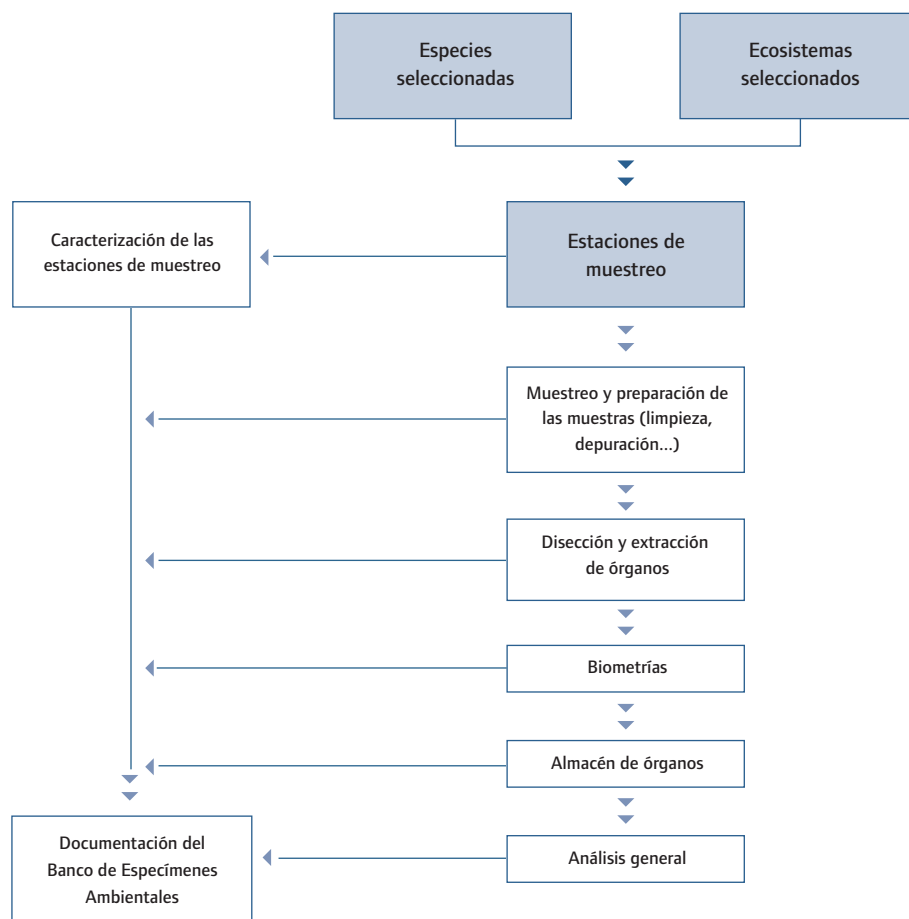 Especies
seleccionadas
Ecosistemas
seleccionados
Caracterización de las
estaciones de muestreo
Estaciones de
muestreo
Muestreo y preparación de
las muestras (limpieza,
depuración...)
Disección y extracción
de órganos
Biometrías
Almacén de órganos
Documentación del
Banco de Especímenes
Ambientales
Análisis general